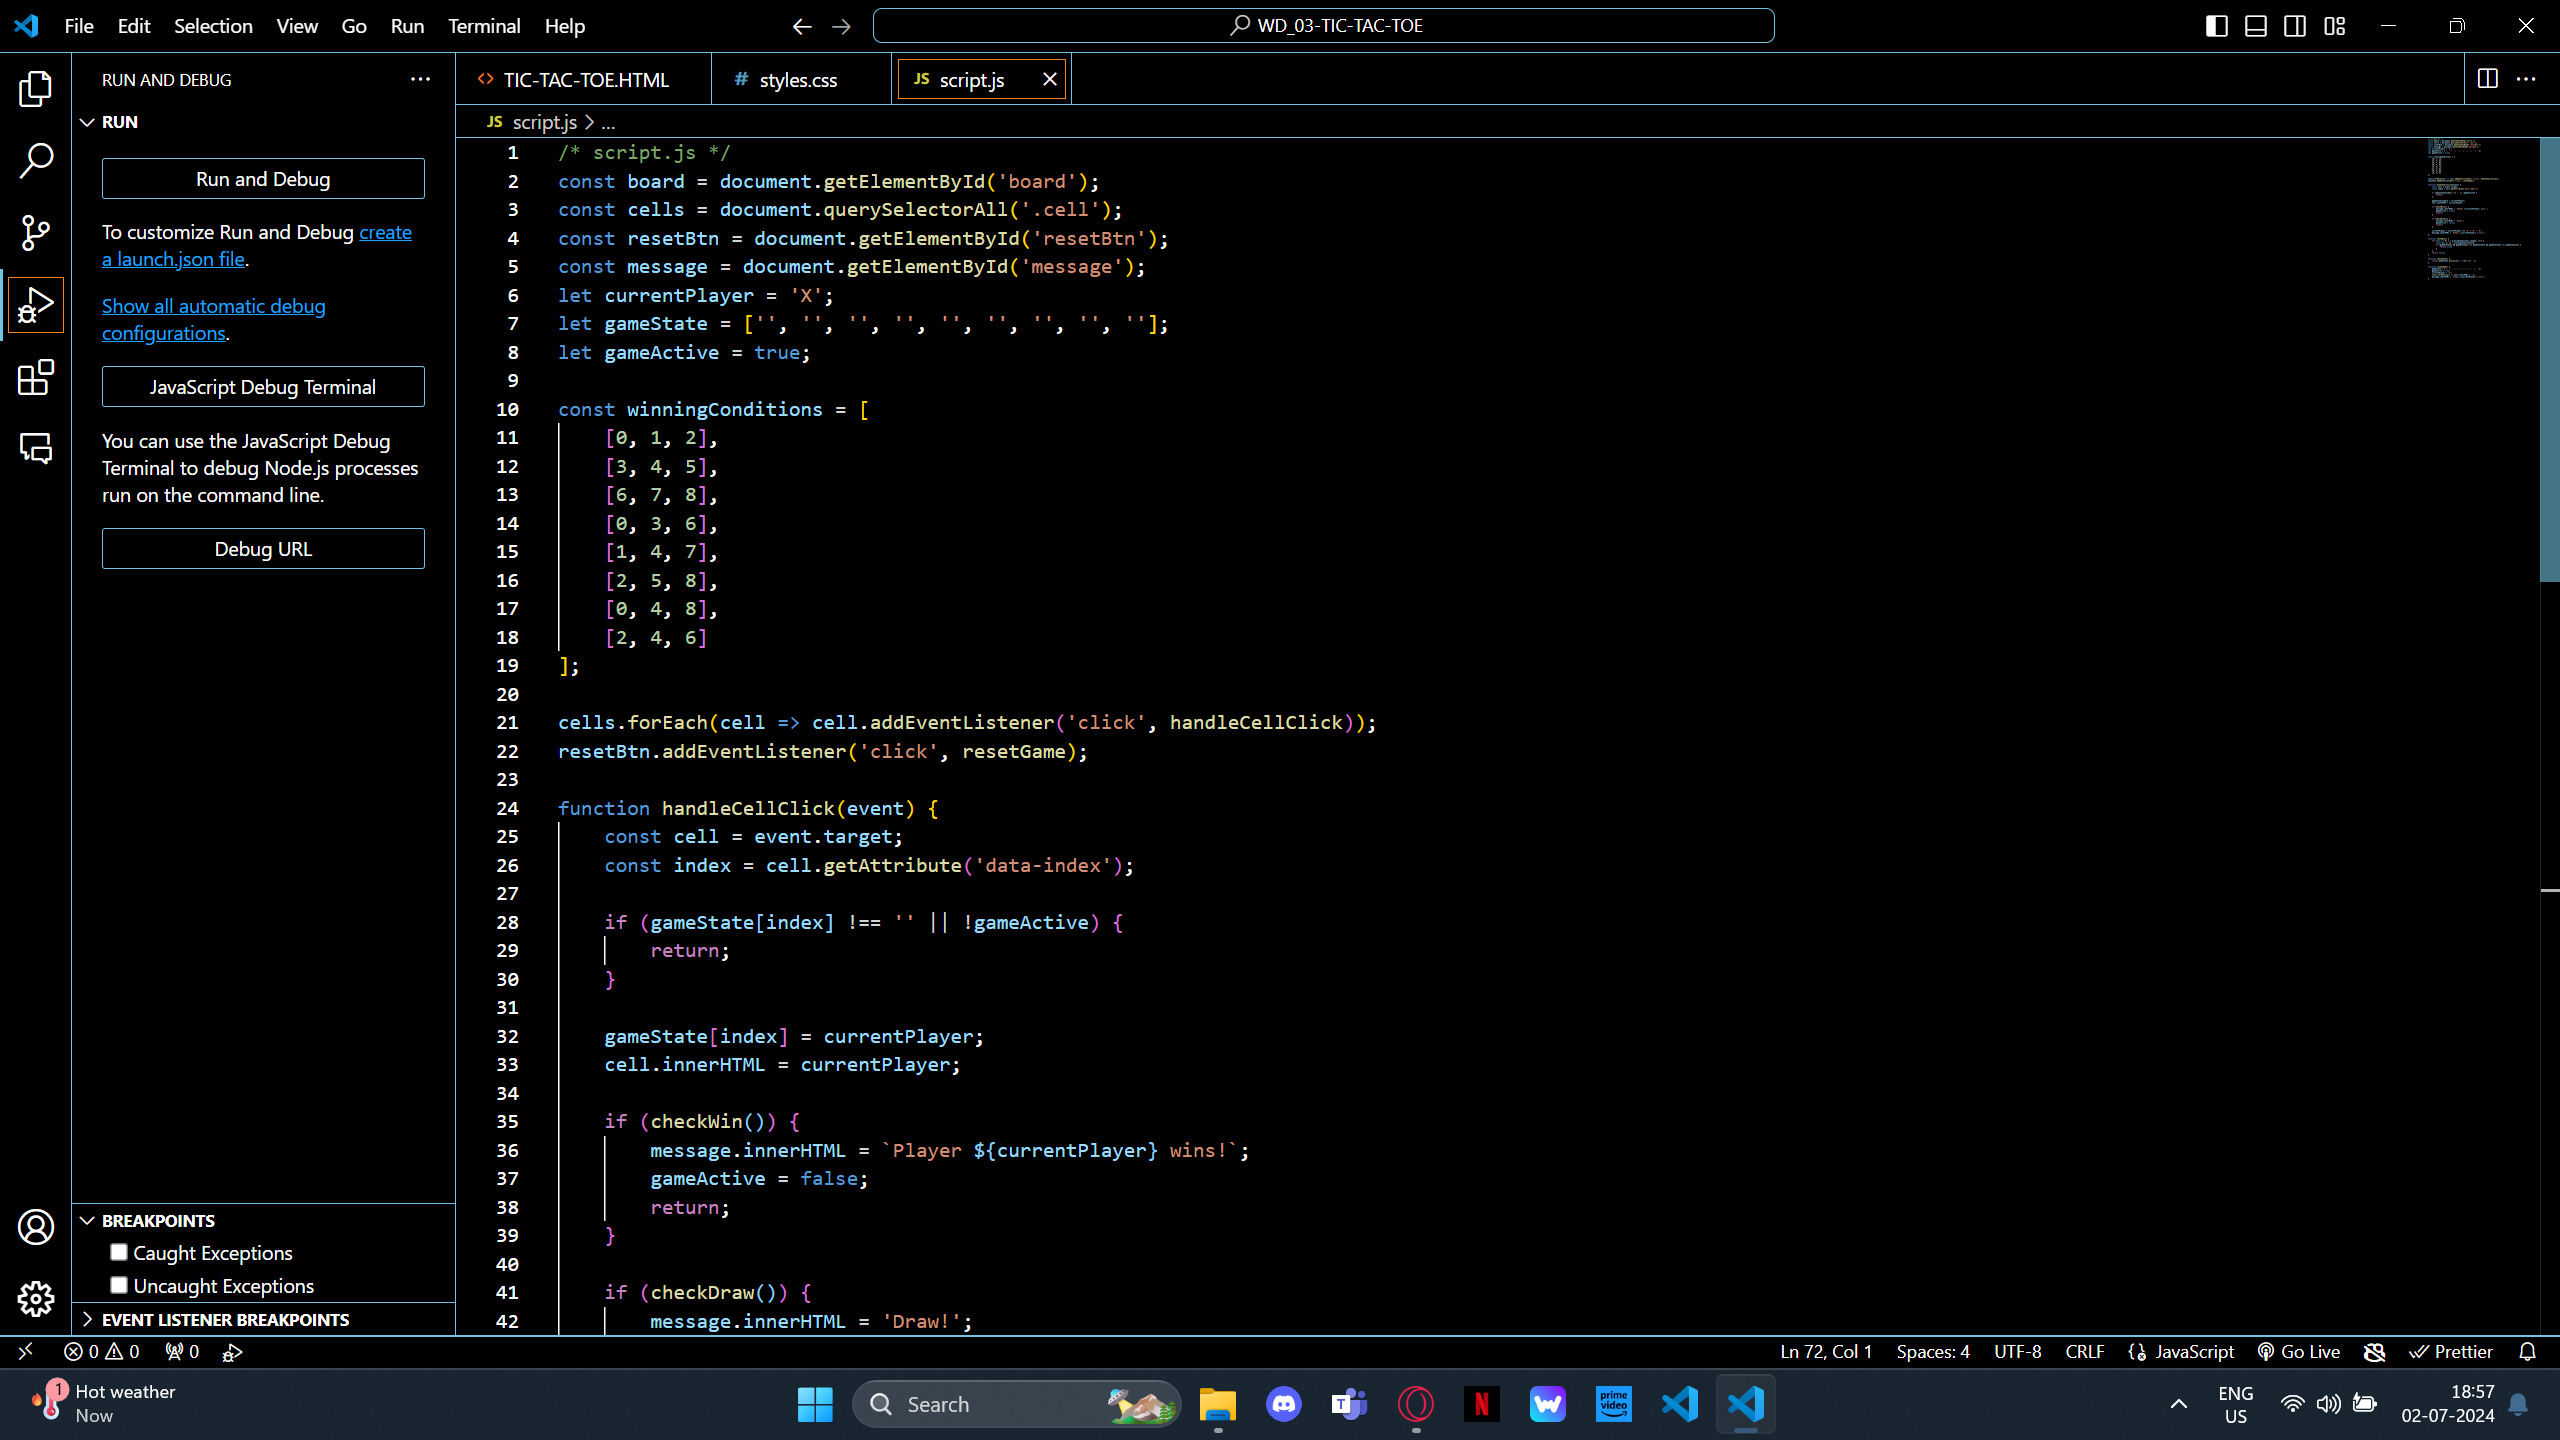 File Edit Selection View Go Run Terminal Help
WD_03-TIC-TAC-TOE
RUN AND DEBUG
RUN
Run and Debug
To customize Run and Debug create
a launch.json file.
Show all automatic debug
configurations.
JavaScript Debug Terminal
You can use the JavaScript Debug
Terminal to debug Node.js processes
run on the command line.
Debug URL
BREAKPOINTS
Caught Exceptions
Uncaught Exceptions
EVENT LISTENER BREAKPOINTS
<> TIC-TAC-TOE.HTML # styles.css JS script.js
JS script.js > ...
1 /* script.js */
2 const board = document.getElementById('board');
3 const cells = document.querySelectorAll('.cell');
4 const resetBtn = document.getElementById('resetBtn');
5 const message = document.getElementById('message');
6 let currentPlayer = 'X';
7 let gameState = ['', '', '', '', '', '', '', '', ''];
8 let gameActive = true;
9
10 const winningConditions = [
11 [0, 1, 2],
12 [3, 4, 5],
13 [6, 7, 8],
14 [0, 3, 6],
15 [1, 4, 7],
16 [2, 5, 8],
17 [0, 4, 8],
18 [2, 4, 6]
19 ];
20
21 cells.forEach(cell => cell.addEventListener('click', handleCellClick));
22 resetBtn.addEventListener('click', resetGame);
23
24 function handleCellClick(event) {
25 const cell = event.target;
26 const index = cell.getAttribute('data-index');
27
28 if (gameState[index] !== '' || !gameActive) {
29 return;
30 }
31
32 gameState[index] = currentPlayer;
33 cell.innerHTML = currentPlayer;
34
35 if (checkWin()) {
36 message.innerHTML = `Player ${currentPlayer} wins!`;
37 gameActive = false;
38 return;
39 }
40
41 if (checkDraw()) {
42 message.innerHTML = 'Draw!';
0 0 0 Ln 72, Col 1 Spaces: 4 UTF-8 CRLF JavaScript Go Live Prettier
1
Hot weather
Now
Search
prime
video
ENG
US
18:57
02-07-2024